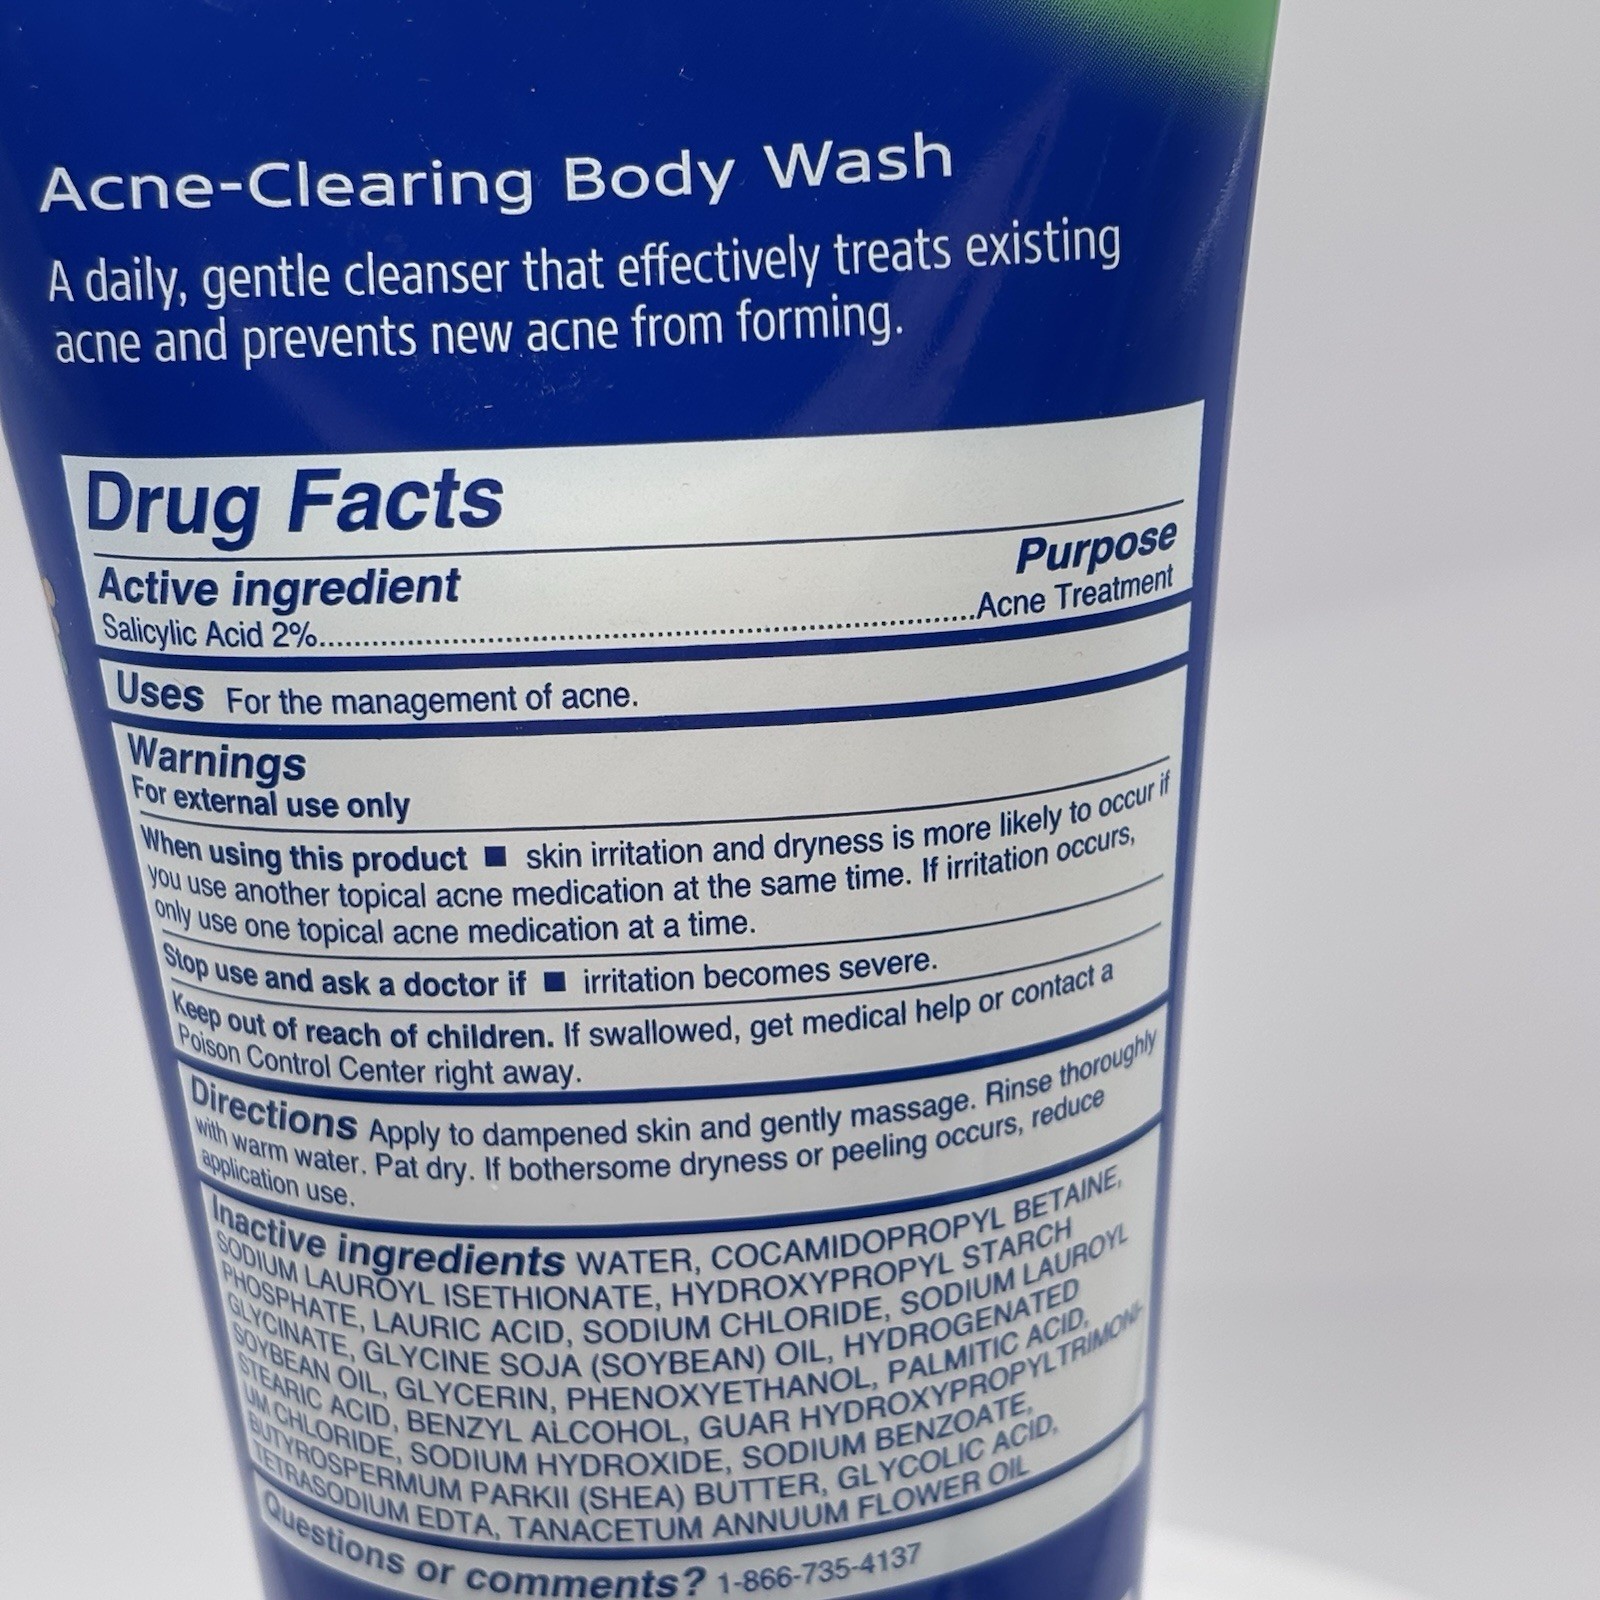 Acne-Clearing Body Wash
A daily, gentle cleanser that effectively treats existing
acne and prevents new acne from forming.
Drug Facts
Active ingredient Purpose
Salicylic Acid 2%..........................................................................................Acne Treatment
Uses For the management of acne.
Warnings
For external use only
When using this product ■ skin irritation and dryness is more likely to occur if
you use another topical acne medication at the same time. If irritation occurs,
only use one topical acne medication at a time.
Stop use and ask a doctor if ■ irritation becomes severe.
Keep out of reach of children. If swallowed, get medical help or contact a
Poison Control Center right away.
Directions Apply to dampened skin and gently massage. Rinse thoroughly
with warm water. Pat dry. If bothersome dryness or peeling occurs, reduce
application use.
Inactive ingredients WATER, COCAMIDOPROPYL BETAINE,
SODIUM LAUROYL ISETHIONATE, HYDROXYPROPYL STARCH
PHOSPHATE, LAURIC ACID, SODIUM CHLORIDE, SODIUM LAUROYL
GLYCINATE, GLYCINE SOJA (SOYBEAN) OIL, HYDROGENATED
SOYBEAN OIL, GLYCERIN, PHENOXYETHANOL, PALMITIC ACID,
STEARIC ACID, BENZYL ALCOHOL, GUAR HYDROXYPROPYLTRIMONI-
UM CHLORIDE, SODIUM HYDROXIDE, SODIUM BENZOATE,
BUTYROSPERMUM PARKII (SHEA) BUTTER, GLYCOLIC ACID,
TETRASODIUM EDTA, TANACETUM ANNUUM FLOWER OIL
Questions or comments? 1-866-735-4137